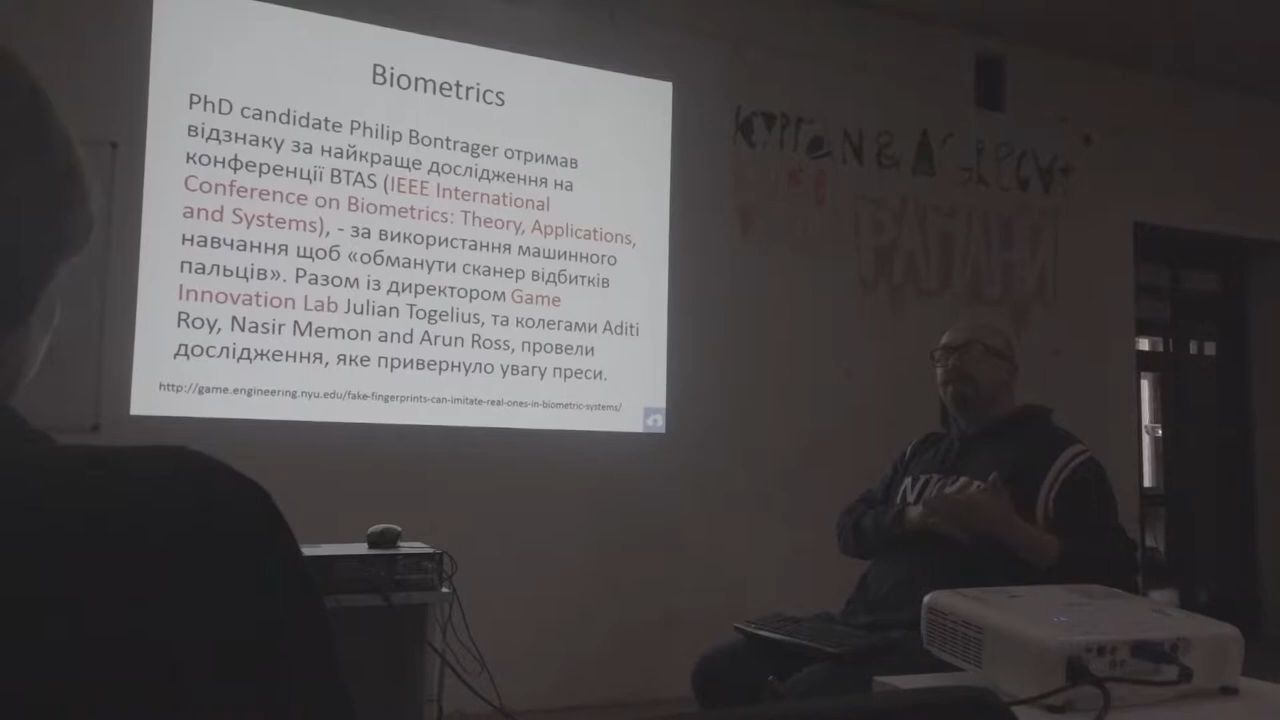 Biometrics
PhD candidate Philip Bontrager отримав
відзнаку за найкраще дослідження на
конференції BTAS (IEEE International
Conference on Biometrics: Theory, Applications,
and Systems), - за використання машинного
навчання щоб «обманути сканер відбитків
пальців». Разом із директором Game
Innovation Lab Julian Togelius, та колегами Aditi
Roy, Nasir Memon and Arun Ross, провели
дослідження, яке привернуло увагу преси.
http://game.engineering.nyu.edu/fake-fingerprints-can-imitate-real-ones-in-biometric-systems/